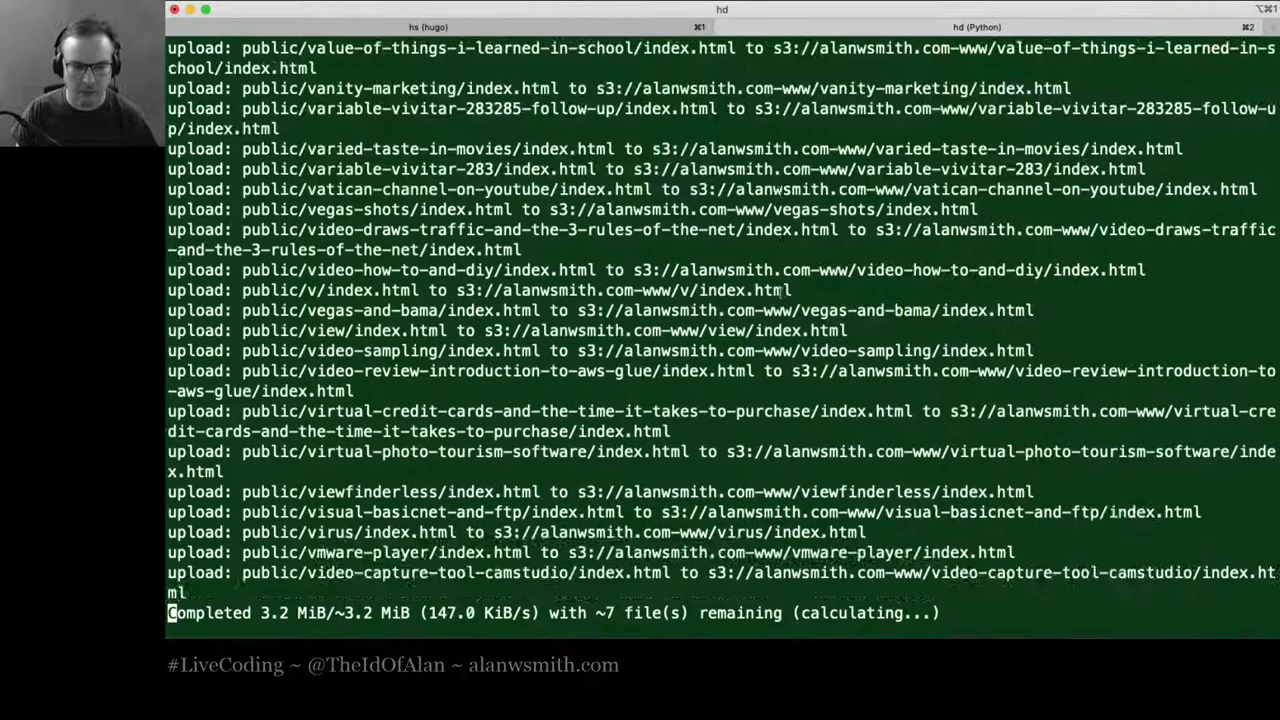 hd
⌥⌘1
hs (hugo)
⌘1
hd (Python)
⌘2
upload: public/value-of-things-i-learned-in-school/index.html to s3://alanwsmith.com-www/value-of-things-i-learned-in-s
chool/index.html
upload: public/vanity-marketing/index.html to s3://alanwsmith.com-www/vanity-marketing/index.html
upload: public/variable-vivitar-283285-follow-up/index.html to s3://alanwsmith.com-www/variable-vivitar-283285-follow-u
p/index.html
upload: public/varied-taste-in-movies/index.html to s3://alanwsmith.com-www/varied-taste-in-movies/index.html
upload: public/variable-vivitar-283/index.html to s3://alanwsmith.com-www/variable-vivitar-283/index.html
upload: public/vatican-channel-on-youtube/index.html to s3://alanwsmith.com-www/vatican-channel-on-youtube/index.html
upload: public/vegas-shots/index.html to s3://alanwsmith.com-www/vegas-shots/index.html
upload: public/video-draws-traffic-and-the-3-rules-of-the-net/index.html to s3://alanwsmith.com-www/video-draws-traffic
-and-the-3-rules-of-the-net/index.html
upload: public/video-how-to-and-diy/index.html to s3://alanwsmith.com-www/video-how-to-and-diy/index.html
upload: public/v/index.html to s3://alanwsmith.com-www/v/index.html
upload: public/vegas-and-bama/index.html to s3://alanwsmith.com-www/vegas-and-bama/index.html
upload: public/view/index.html to s3://alanwsmith.com-www/view/index.html
upload: public/video-sampling/index.html to s3://alanwsmith.com-www/video-sampling/index.html
upload: public/video-review-introduction-to-aws-glue/index.html to s3://alanwsmith.com-www/video-review-introduction-to
-aws-glue/index.html
upload: public/virtual-credit-cards-and-the-time-it-takes-to-purchase/index.html to s3://alanwsmith.com-www/virtual-cre
dit-cards-and-the-time-it-takes-to-purchase/index.html
upload: public/virtual-photo-tourism-software/index.html to s3://alanwsmith.com-www/virtual-photo-tourism-software/inde
x.html
upload: public/viewfinderless/index.html to s3://alanwsmith.com-www/viewfinderless/index.html
upload: public/visual-basicnet-and-ftp/index.html to s3://alanwsmith.com-www/visual-basicnet-and-ftp/index.html
upload: public/virus/index.html to s3://alanwsmith.com-www/virus/index.html
upload: public/vmware-player/index.html to s3://alanwsmith.com-www/vmware-player/index.html
upload: public/video-capture-tool-camstudio/index.html to s3://alanwsmith.com-www/video-capture-tool-camstudio/index.ht
ml
Completed 3.2 MiB/~3.2 MiB (147.0 KiB/s) with ~7 file(s) remaining (calculating...)
#LiveCoding ~ @TheIdOfAlan ~ alanwsmith.com